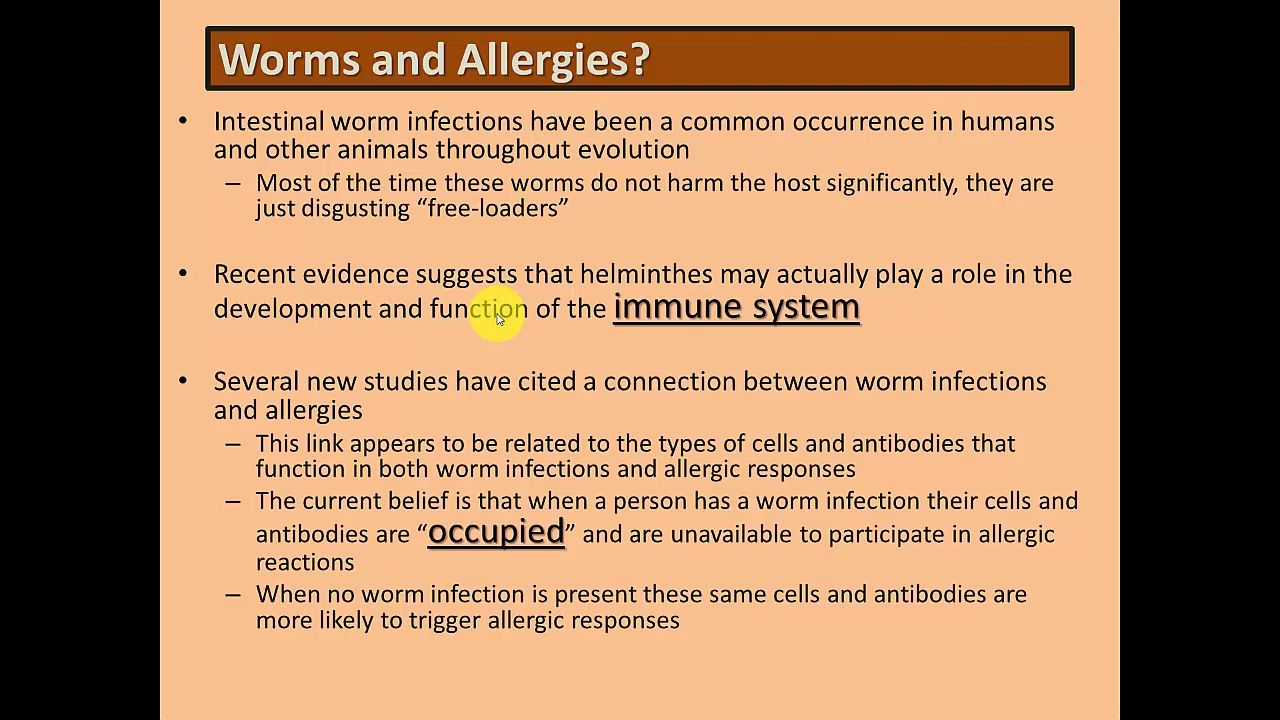 Worms and Allergies?
• Intestinal worm infections have been a common occurrence in humans
and other animals throughout evolution
– Most of the time these worms do not harm the host significantly, they are
just disgusting “free-loaders”
• Recent evidence suggests that helminthes may actually play a role in the
development and function of the immune system
• Several new studies have cited a connection between worm infections
and allergies
– This link appears to be related to the types of cells and antibodies that
function in both worm infections and allergic responses
– The current belief is that when a person has a worm infection their cells and
antibodies are “occupied” and are unavailable to participate in allergic
reactions
– When no worm infection is present these same cells and antibodies are
more likely to trigger allergic responses